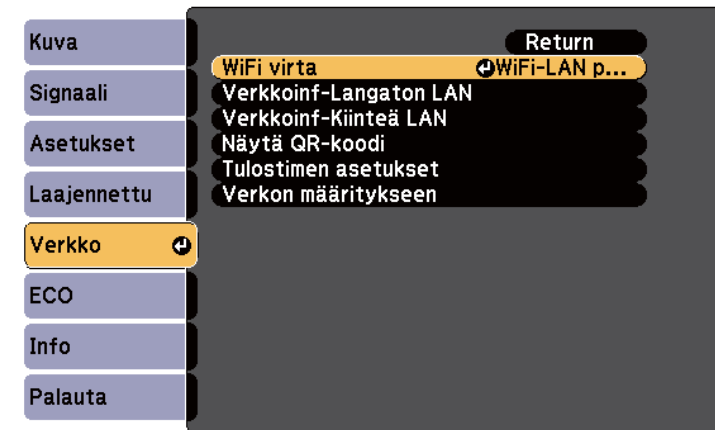 Kuva
Signaali
Asetukset
Laajennettu
Verkko
ECO
Info
Palauta
Return
WiFi virta WiFi-LAN p...
Verkkoinf-Langaton LAN
Verkkoinf-Kiinteä LAN
Näytä QR-koodi
Tulostimen asetukset
Verkon määritykseen